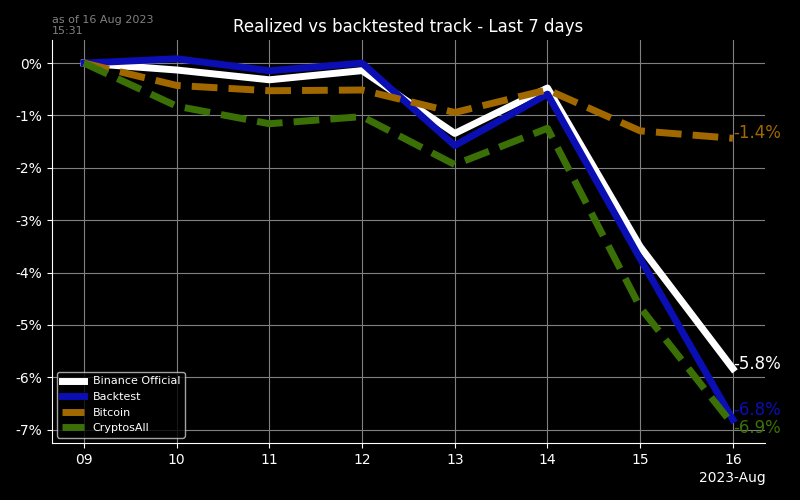 as of 16 Aug 2023
15:31
Realized vs backtested track - Last 7 days
0%
-1%
-2%
-3%
-4%
-5%
-6%
-7%
-1.4%
-5.8%
-6.8%
-6.9%
Binance Official
Backtest
Bitcoin
CryptosAll
09 10 11 12 13 14 15 16
2023-Aug